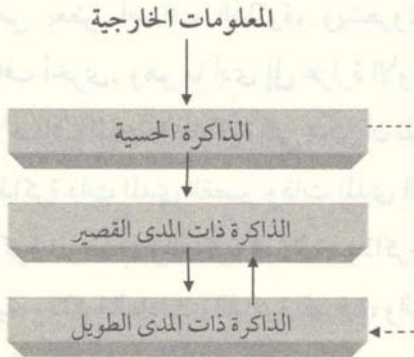 المعلومات الخارجية
الذاكرة الحسية
الذاكرة ذات المدى القصير
الذاكرة ذات المدى الطويل